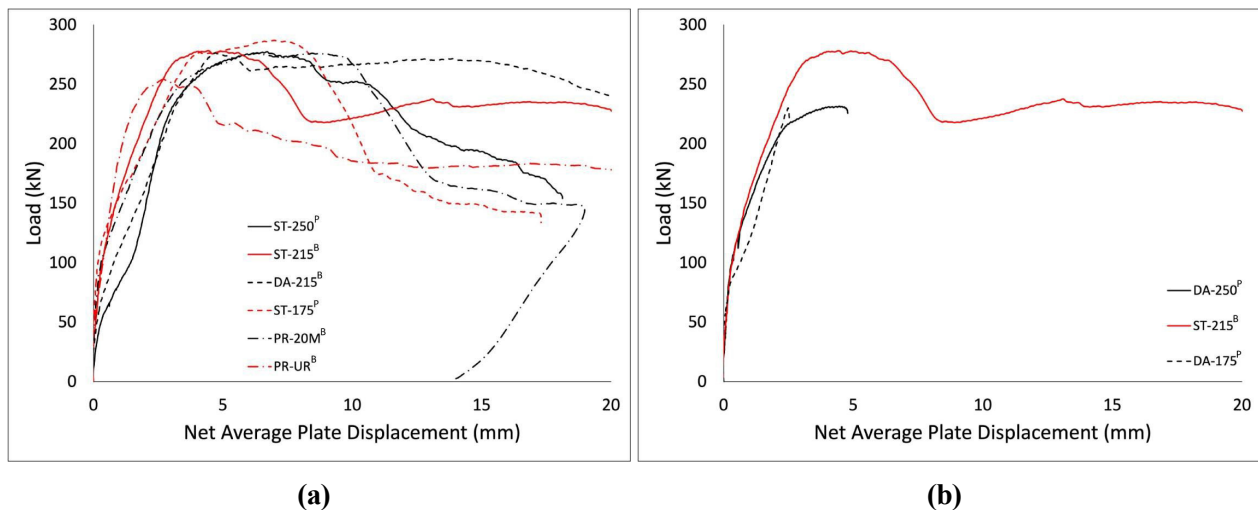 300
250
200
150
100
50
0
Load (kN)
ST-250ᴾ
ST-215ᴮ
DA-215ᴮ
ST-175ᴾ
PR-20Mᴮ
PR-URᴮ
0 5 10 15 20
Net Average Plate Displacement (mm)
(a)
300
250
200
150
100
50
0
Load (kN)
DA-250ᴾ
ST-215ᴮ
DA-175ᴾ
0 5 10 15 20
Net Average Plate Displacement (mm)
(b)